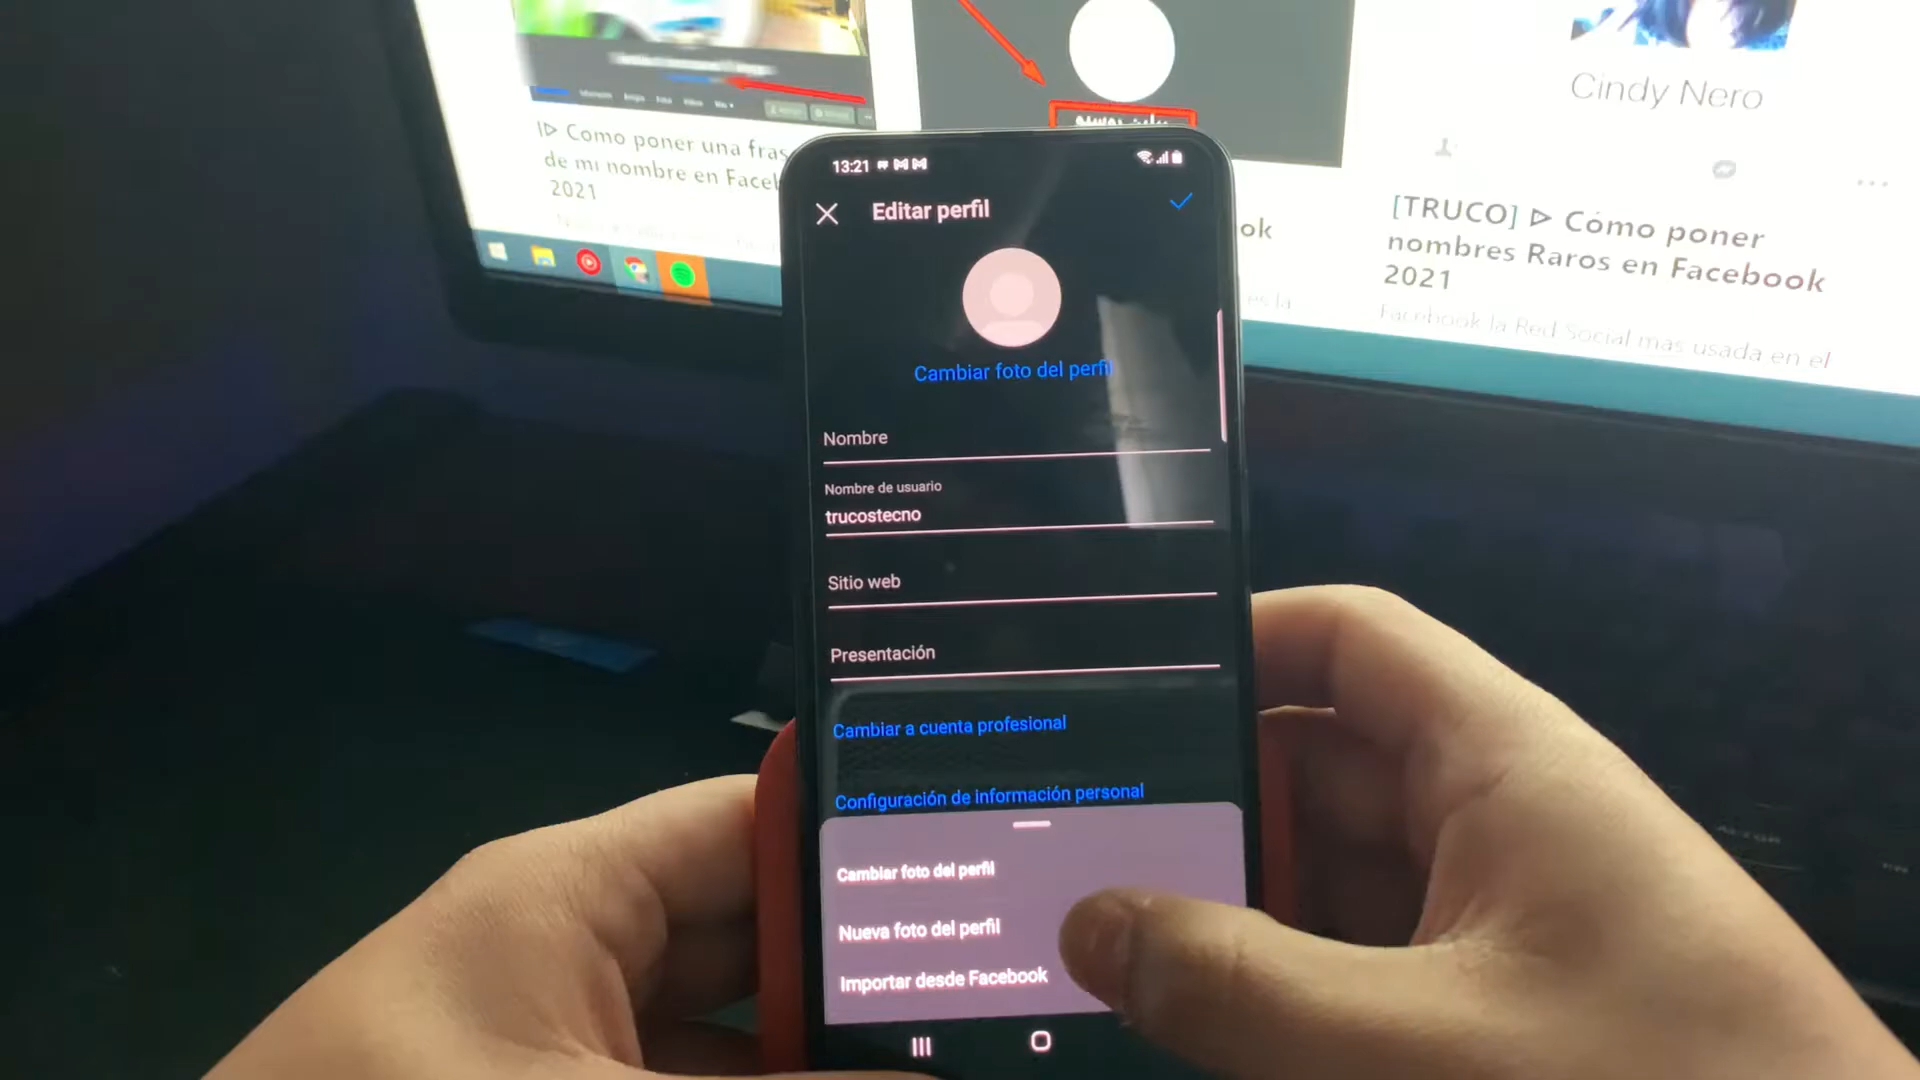 ᐅ Como poner una fras
de mi nombre en Faceb
2021
Cindy Nero
ok
[TRUCO] ᐅ Cómo poner
nombres Raros en Facebook
2021
Facebook la Red Social mas usada en el
13:21
Editar perfil
Cambiar foto del perfil
Nombre
Nombre de usuario
trucostecno
Sitio web
Presentación
Cambiar a cuenta profesional
Configuración de información personal
Cambiar foto del perfil
Nueva foto del perfil
Importar desde Facebook